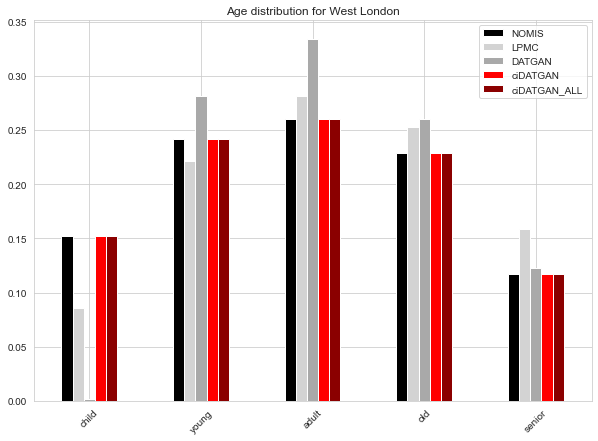 Age distribution for West London
0.35
0.30
0.25
0.20
0.15
0.10
0.05
0.00
NOMIS
LPMC
DATGAN
ciDATGAN
ciDATGAN_ALL
child
young
adult
old
senior